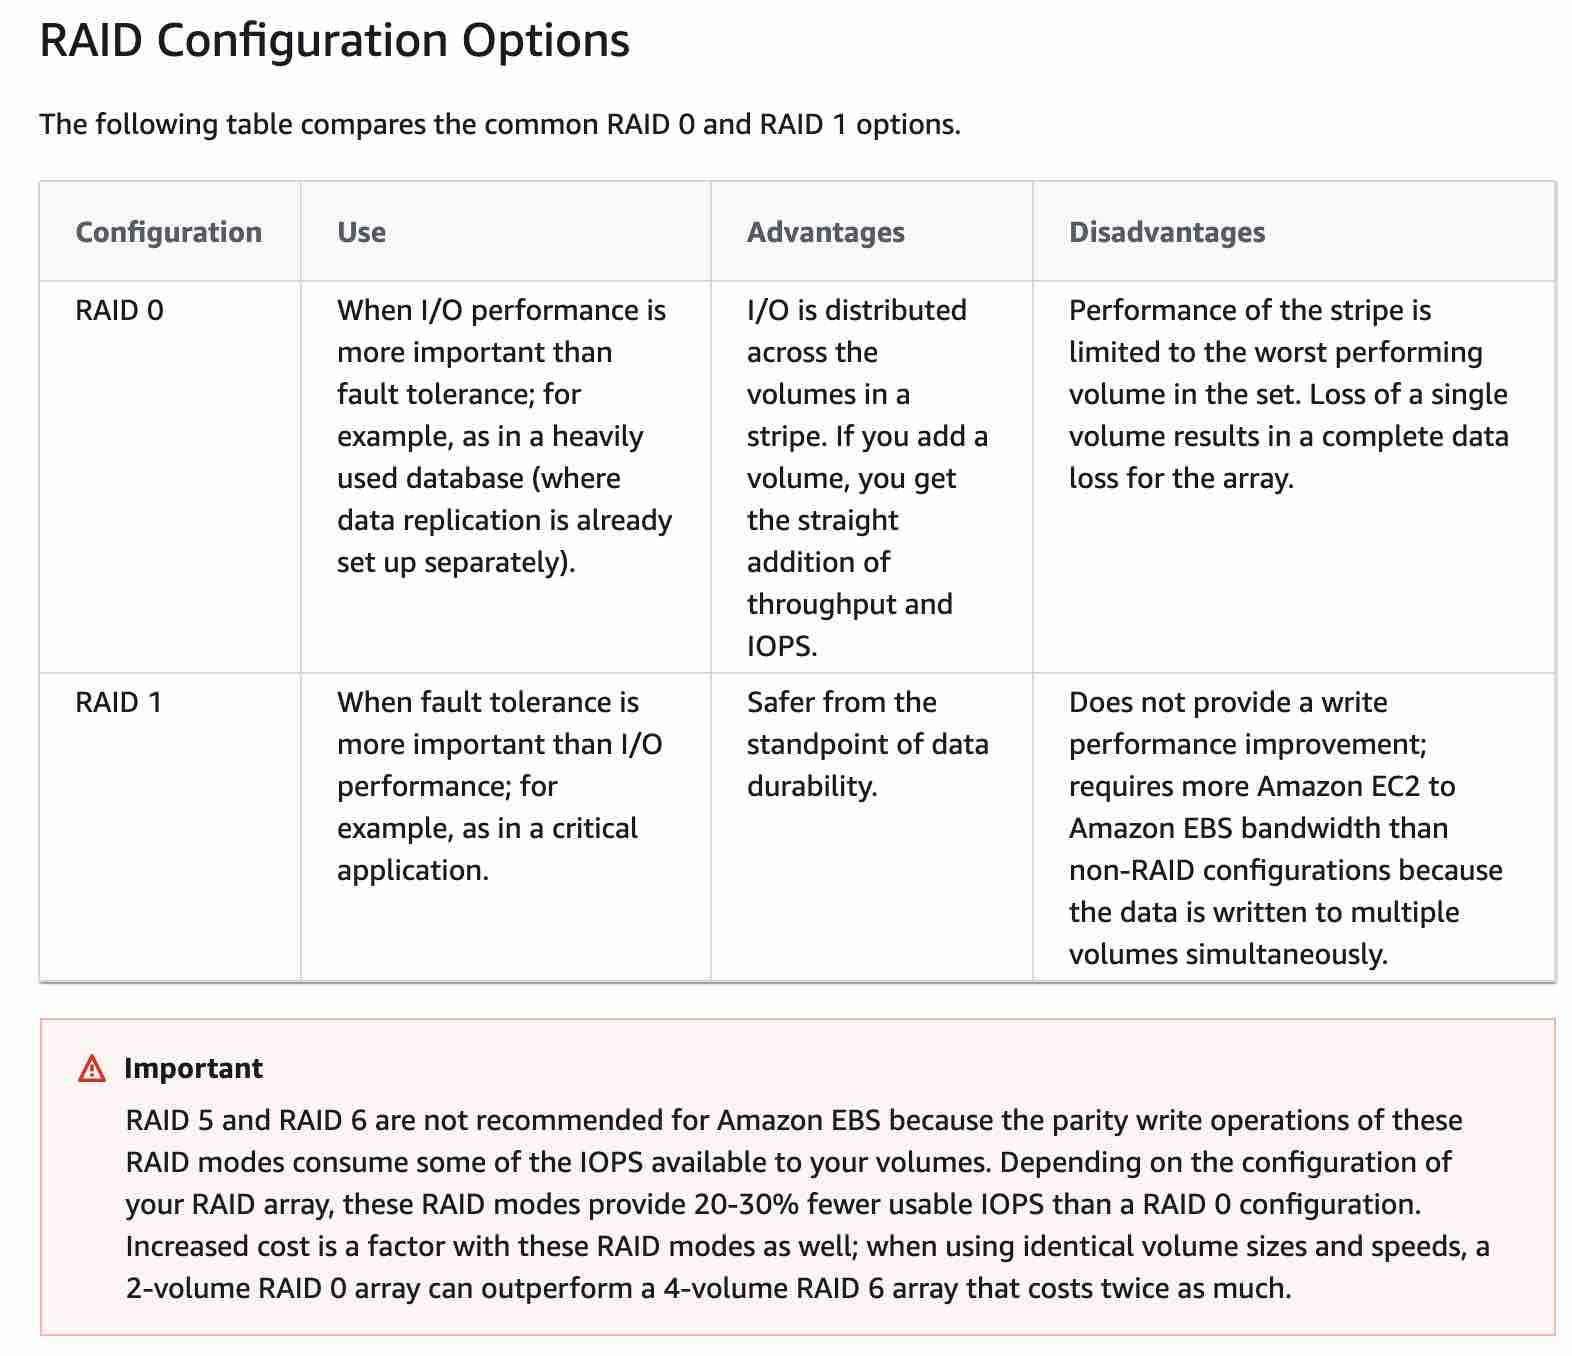 RAID Configuration Options
The following table compares the common RAID 0 and RAID 1 options.
Configuration
Use
Advantages
Disadvantages
RAID 0
When I/O performance is
more important than
fault tolerance; for
example, as in a heavily
used database (where
data replication is already
set up separately).
I/O is distributed
across the
volumes in a
stripe. If you add a
volume, you get
the straight
addition of
throughput and
IOPS.
Performance of the stripe is
limited to the worst performing
volume in the set. Loss of a single
volume results in a complete data
loss for the array.
RAID 1
When fault tolerance is
more important than I/O
performance; for
example, as in a critical
application.
Safer from the
standpoint of data
durability.
Does not provide a write
performance improvement;
requires more Amazon EC2 to
Amazon EBS bandwidth than
non-RAID configurations because
the data is written to multiple
volumes simultaneously.
Important
RAID 5 and RAID 6 are not recommended for Amazon EBS because the parity write operations of these
RAID modes consume some of the IOPS available to your volumes. Depending on the configuration of
your RAID array, these RAID modes provide 20-30% fewer usable IOPS than a RAID 0 configuration.
Increased cost is a factor with these RAID modes as well; when using identical volume sizes and speeds, a
2-volume RAID 0 array can outperform a 4-volume RAID 6 array that costs twice as much.